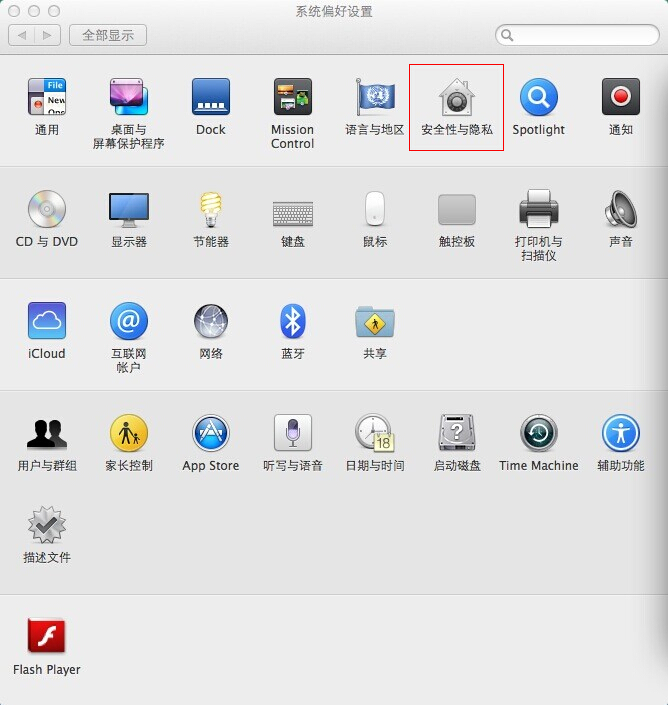 系统偏好设置
全部显示
File
New
通用
桌面与
屏幕保护程序
Dock
Mission
Control
语言与地区
安全性与隐私
Spotlight
通知
CD 与 DVD
显示器
节能器
键盘
鼠标
触控板
打印机与
扫描仪
声音
iCloud
互联网
帐户
网络
蓝牙
共享
18
用户与群组
家长控制
App Store
听写与语音
日期与时间
启动磁盘
Time Machine
辅助功能
描述文件
Flash Player